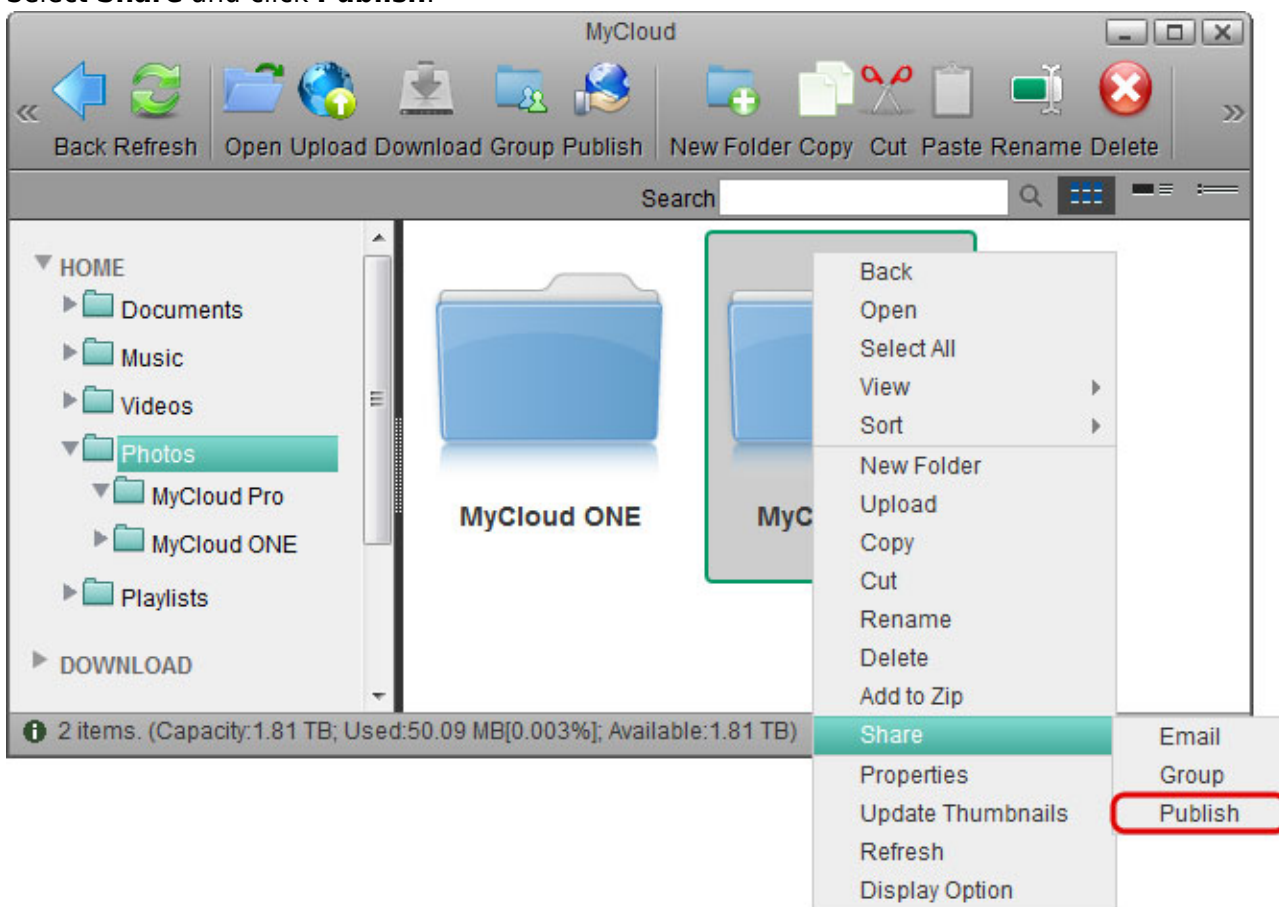 Select Share and click Publish.
MyCloud
Back Refresh Open Upload Download Group Publish New Folder Copy Cut Paste Rename Delete
Search
HOME
Documents
Music
Videos
Photos
MyCloud Pro
MyCloud ONE
Playlists
DOWNLOAD
MyCloud ONE
MyC
Back
Open
Select All
View
Sort
New Folder
Upload
Copy
Cut
Rename
Delete
Add to Zip
Share
Properties
Update Thumbnails
Refresh
Display Option
Email
Group
Publish
2 items. (Capacity:1.81 TB; Used:50.09 MB[0.003%]; Available:1.81 TB)